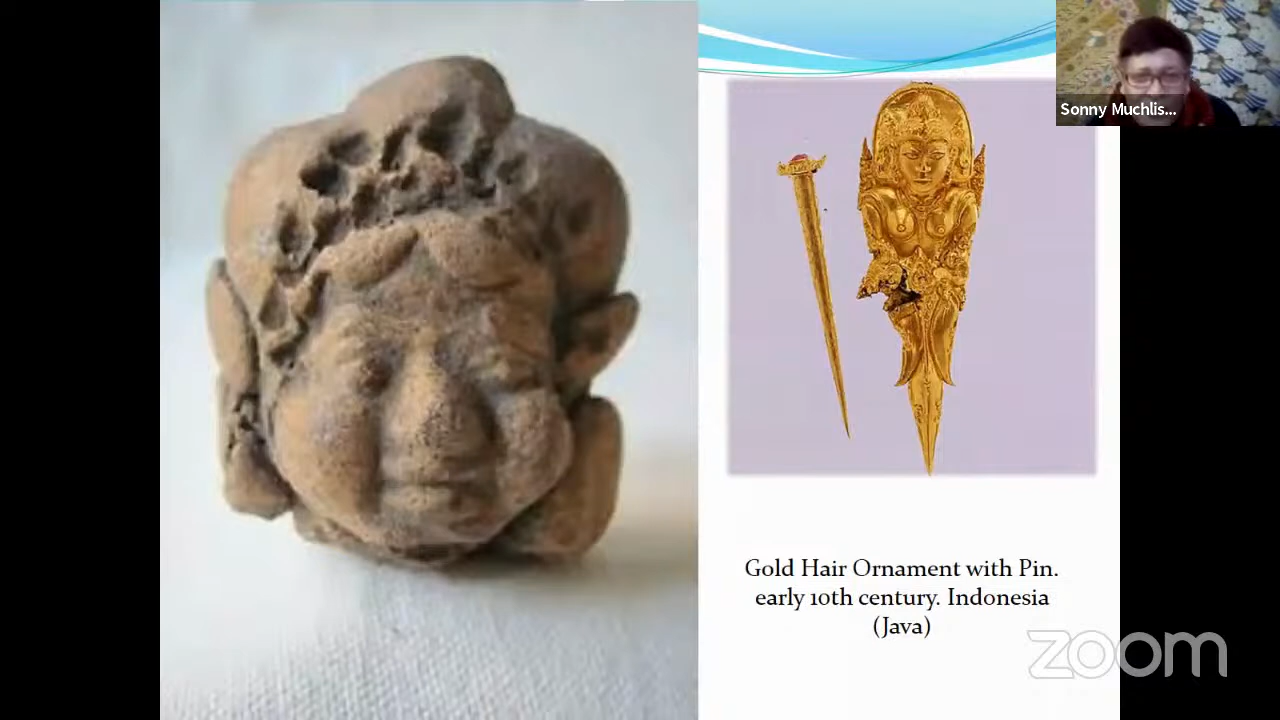 Sonny Muchlis...
Gold Hair Ornament with Pin.
early 10th century. Indonesia
(Java)
zoom